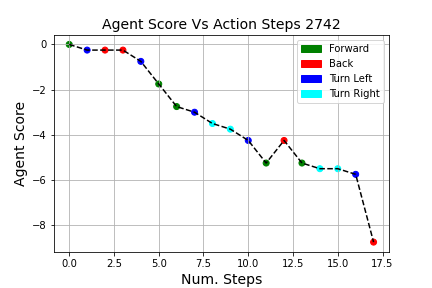 Agent Score Vs Action Steps 2742
Agent Score
0
−2
−4
−6
−8
Forward
Back
Turn Left
Turn Right
0.0 2.5 5.0 7.5 10.0 12.5 15.0 17.5
Num. Steps